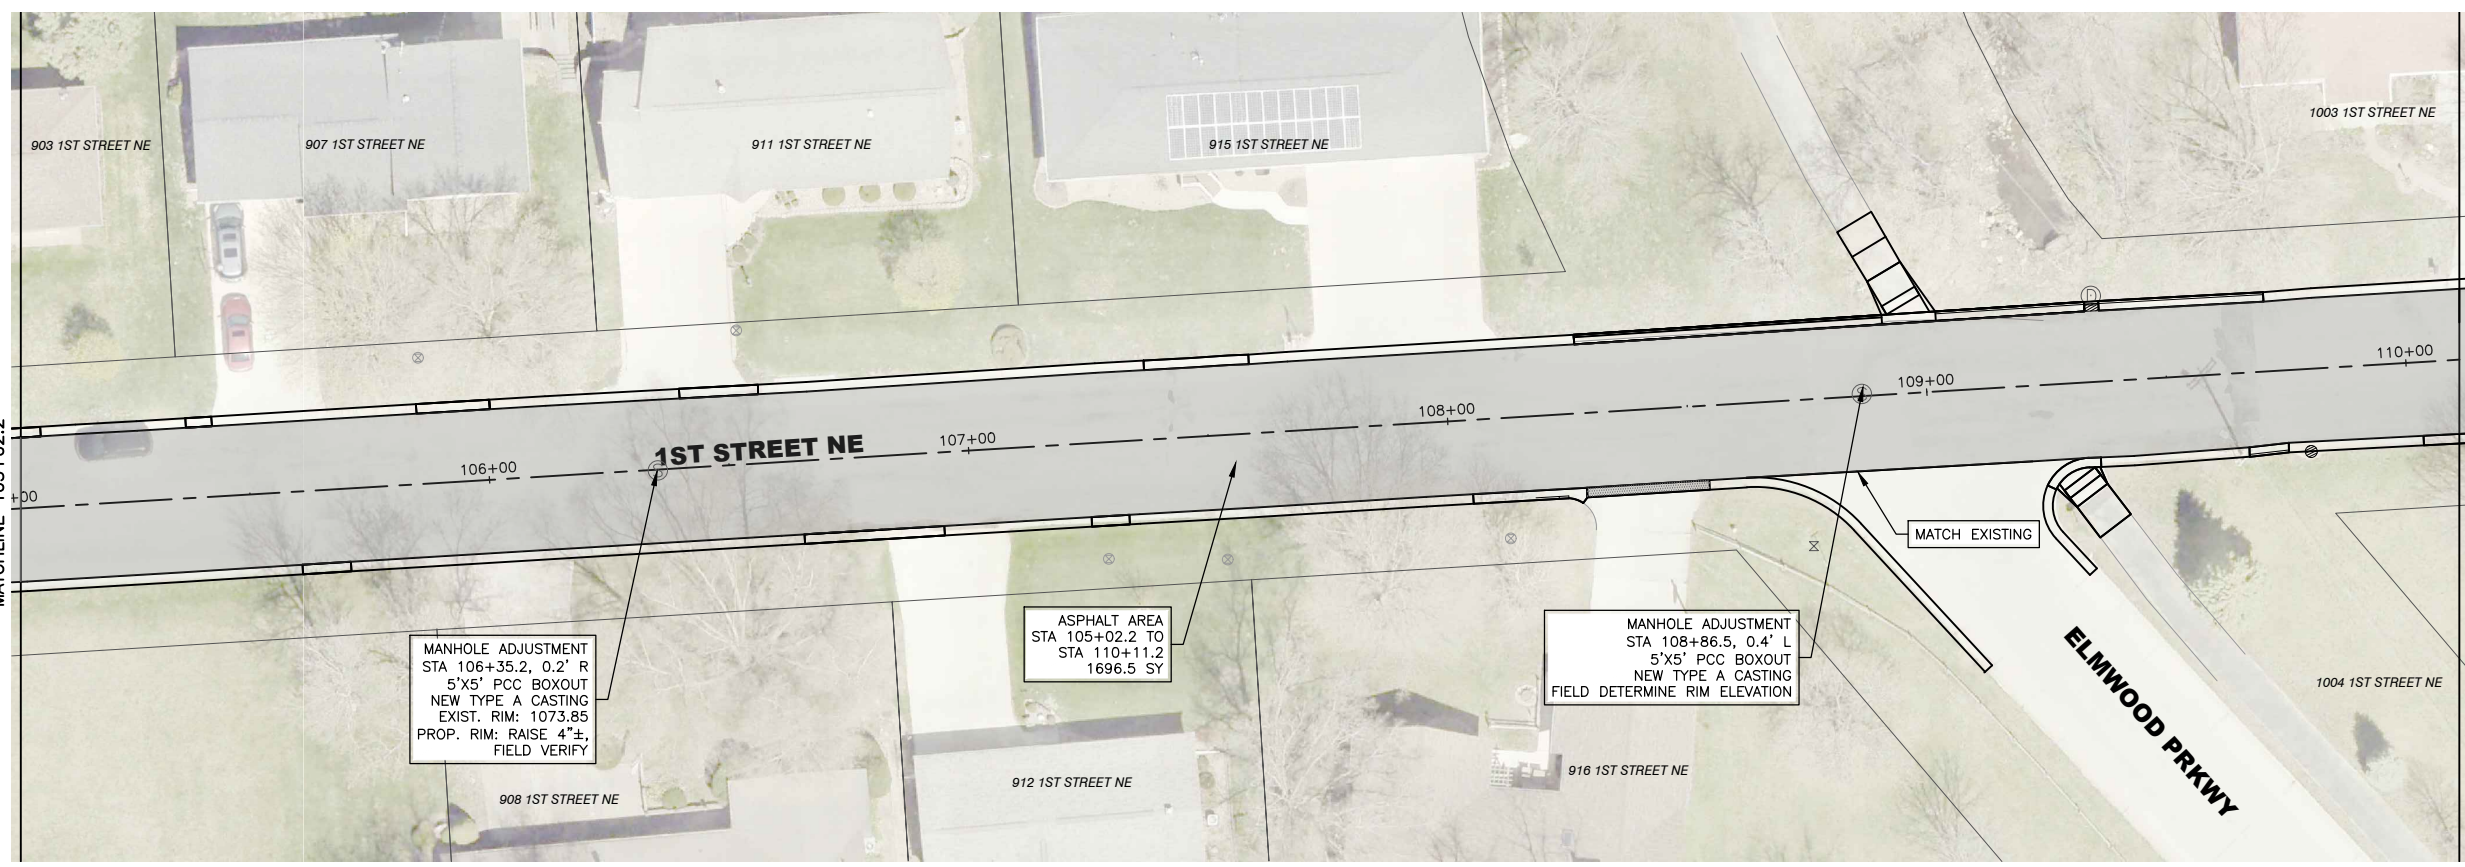 903 1ST STREET NE
907 1ST STREET NE
911 1ST STREET NE
915 1ST STREET NE
1003 1ST STREET NE
+00
106+00
1ST STREET NE
107+00
108+00
109+00
110+00
S
S
D
MATCH EXISTING
MANHOLE ADJUSTMENT
STA 106+35.2, 0.2' R
5'X5' PCC BOXOUT
NEW TYPE A CASTING
EXIST. RIM: 1073.85
PROP. RIM: RAISE 4"±,
FIELD VERIFY
ASPHALT AREA
STA 105+02.2 TO
STA 110+11.2
1696.5 SY
MANHOLE ADJUSTMENT
STA 108+86.5, 0.4' L
5'X5' PCC BOXOUT
NEW TYPE A CASTING
FIELD DETERMINE RIM ELEVATION
ELMWOOD PRKWY
908 1ST STREET NE
912 1ST STREET NE
916 1ST STREET NE
1004 1ST STREET NE